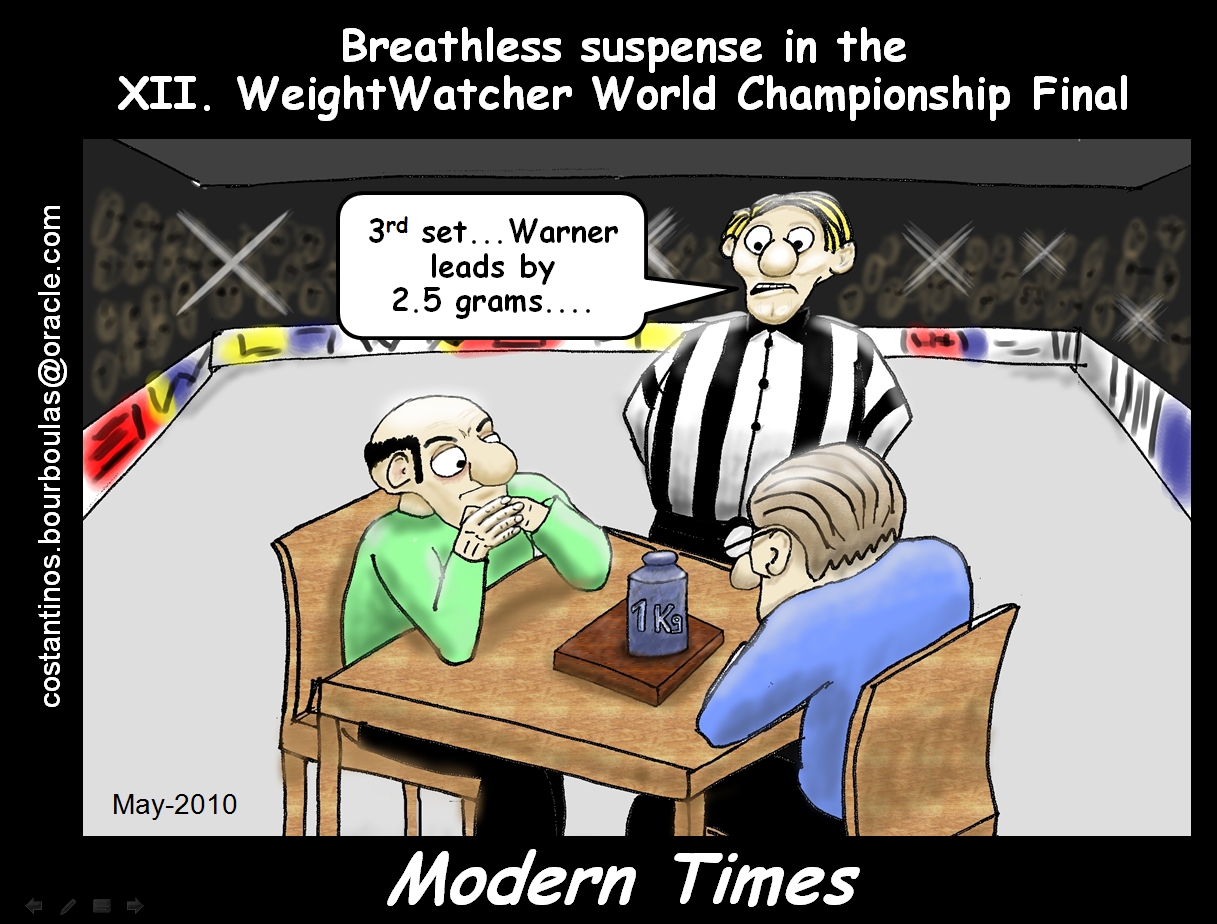 Breathless suspense in the
XII. WeightWatcher World Championship Final
costantinos.bourboulas@oracle.com
3rd set...Warner
leads by
2.5 grams....
1Kg
May-2010
Modern Times